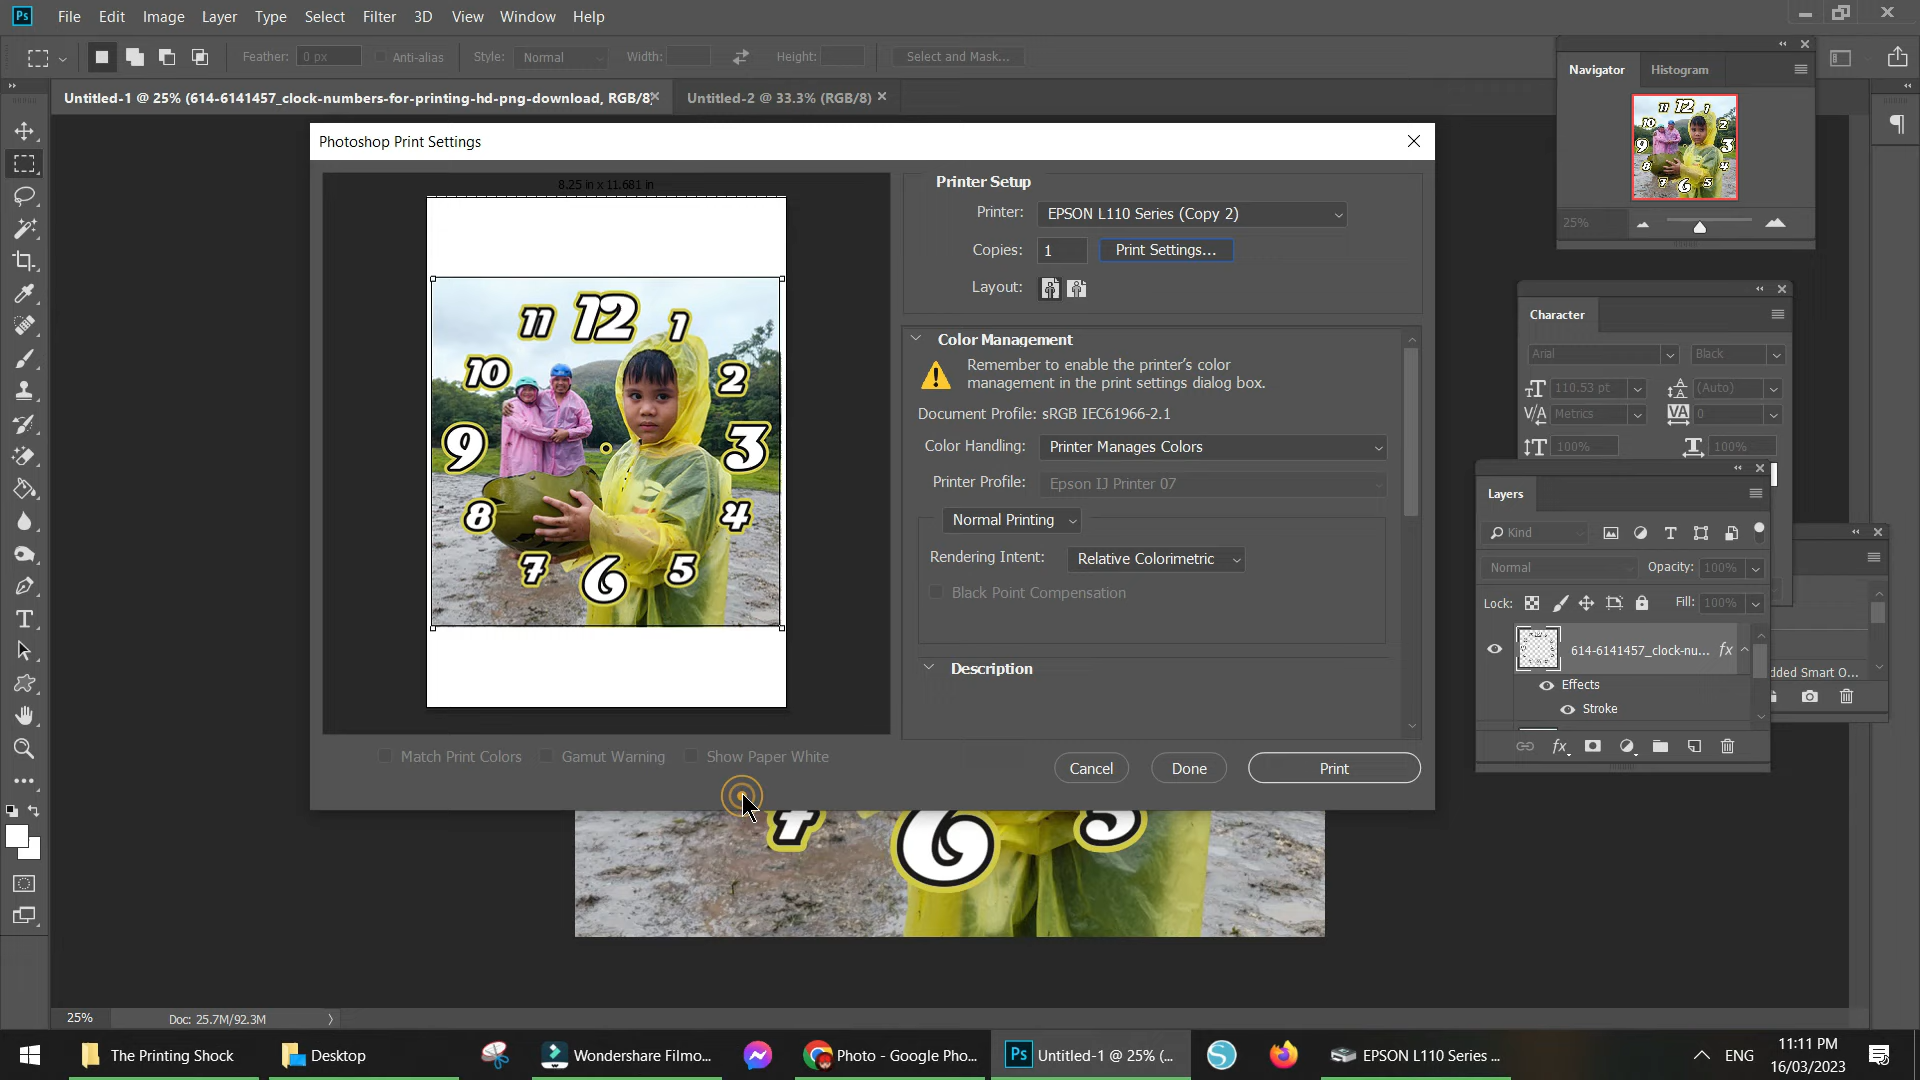 Ps File Edit Image Layer Type Select Filter 3D View Window Help
Feather: 0 px Anti-alias Style: Normal Width: Height: Select and Mask...
Untitled-1 @ 25% (614-6141457_clock-numbers-for-printing-hd-png-download, RGB/8) Untitled-2 @ 33.3% (RGB/8)
Navigator Histogram
25%
Photoshop Print Settings
8.25 in x 11.681 in
11 12 1
10 2
9 3
8 4
7 6 5
Match Print Colors Gamut Warning Show Paper White
Printer Setup
Printer: EPSON L110 Series (Copy 2)
Copies: 1 Print Settings...
Layout:
Color Management
Remember to enable the printer's color
management in the print settings dialog box.
Document Profile: sRGB IEC61966-2.1
Color Handling: Printer Manages Colors
Printer Profile: Epson IJ Printer 07
Normal Printing
Rendering Intent: Relative Colorimetric
Black Point Compensation
Description
Cancel Done Print
Character
Arial Black
110.53 pt (Auto)
Metrics 0
100% 100%
Layers
Kind
Normal Opacity: 100%
Lock: Fill: 100%
614-6141457_clock-nu... fx
Effects
Stroke
dded Smart O...
fx
6
25% Doc: 25.7M/92.3M
The Printing Shock Desktop Wondershare Filmo... Photo - Google Pho... Ps Untitled-1 @ 25% (... EPSON L110 Series ... ENG 11:11 PM
16/03/2023